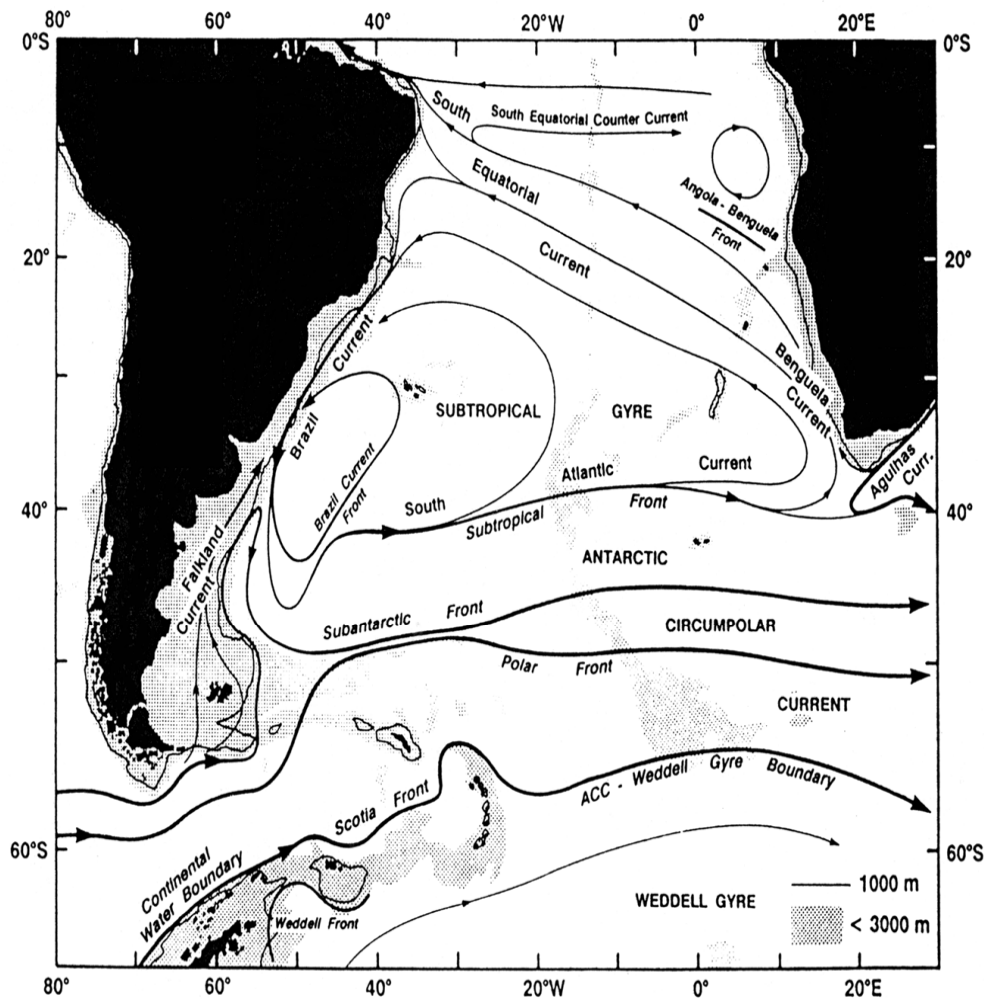 80° 60° 40° 20°W 0° 20°E
0°S 0°S
South
South Equatorial Counter Current
Equatorial
Angola - Benguela
Front
20° 20°
Current
Current
Benguela
Current
SUBTROPICAL GYRE
Brazil
Brazil Current
Front
Atlantic Current
Agulhas
Curr.
South
Subtropical Front
40° 40°
Falkland
Current
ANTARCTIC
Subantarctic Front
CIRCUMPOLAR
Polar Front
CURRENT
ACC - Weddell Gyre Boundary
Scotia Front
60°S 60°S
Continental
Water Boundary
Weddell Front
WEDDELL GYRE
1000 m
< 3000 m
80° 60° 40° 20°W 0° 20°E